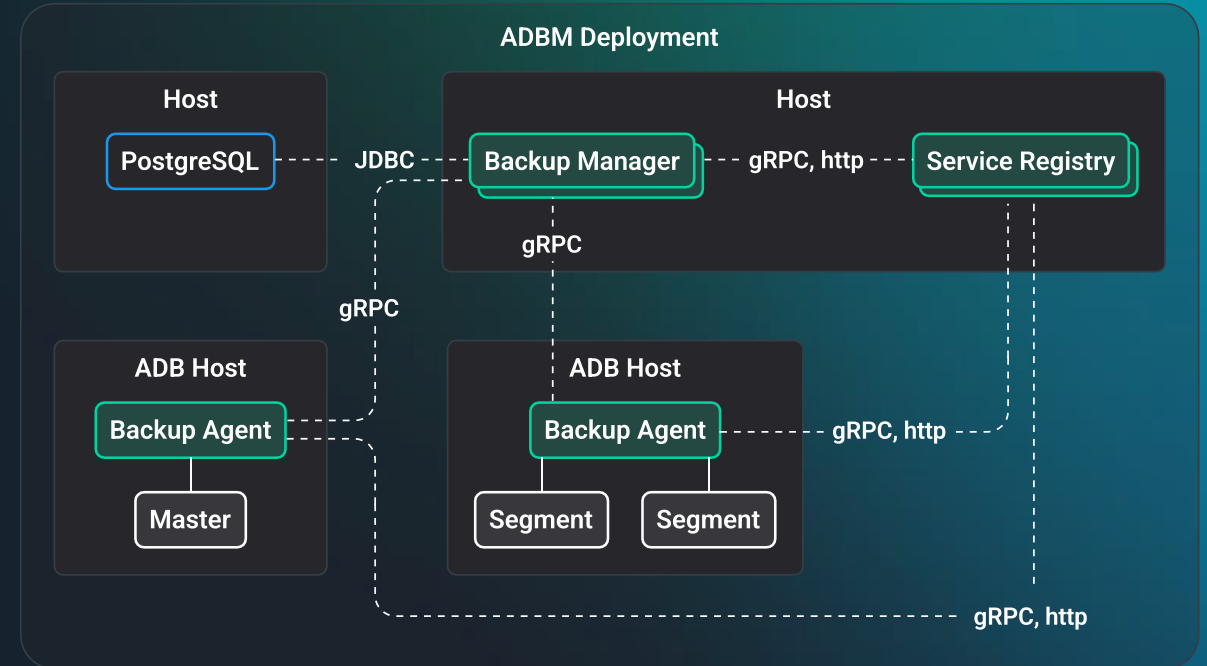 ADBM Deployment
Host
Host
PostgreSQL
JDBC
Backup Manager
gRPC, http
Service Registry
gRPC
gRPC
ADB Host
ADB Host
Backup Agent
Backup Agent
gRPC, http
Master
Segment
Segment
gRPC, http